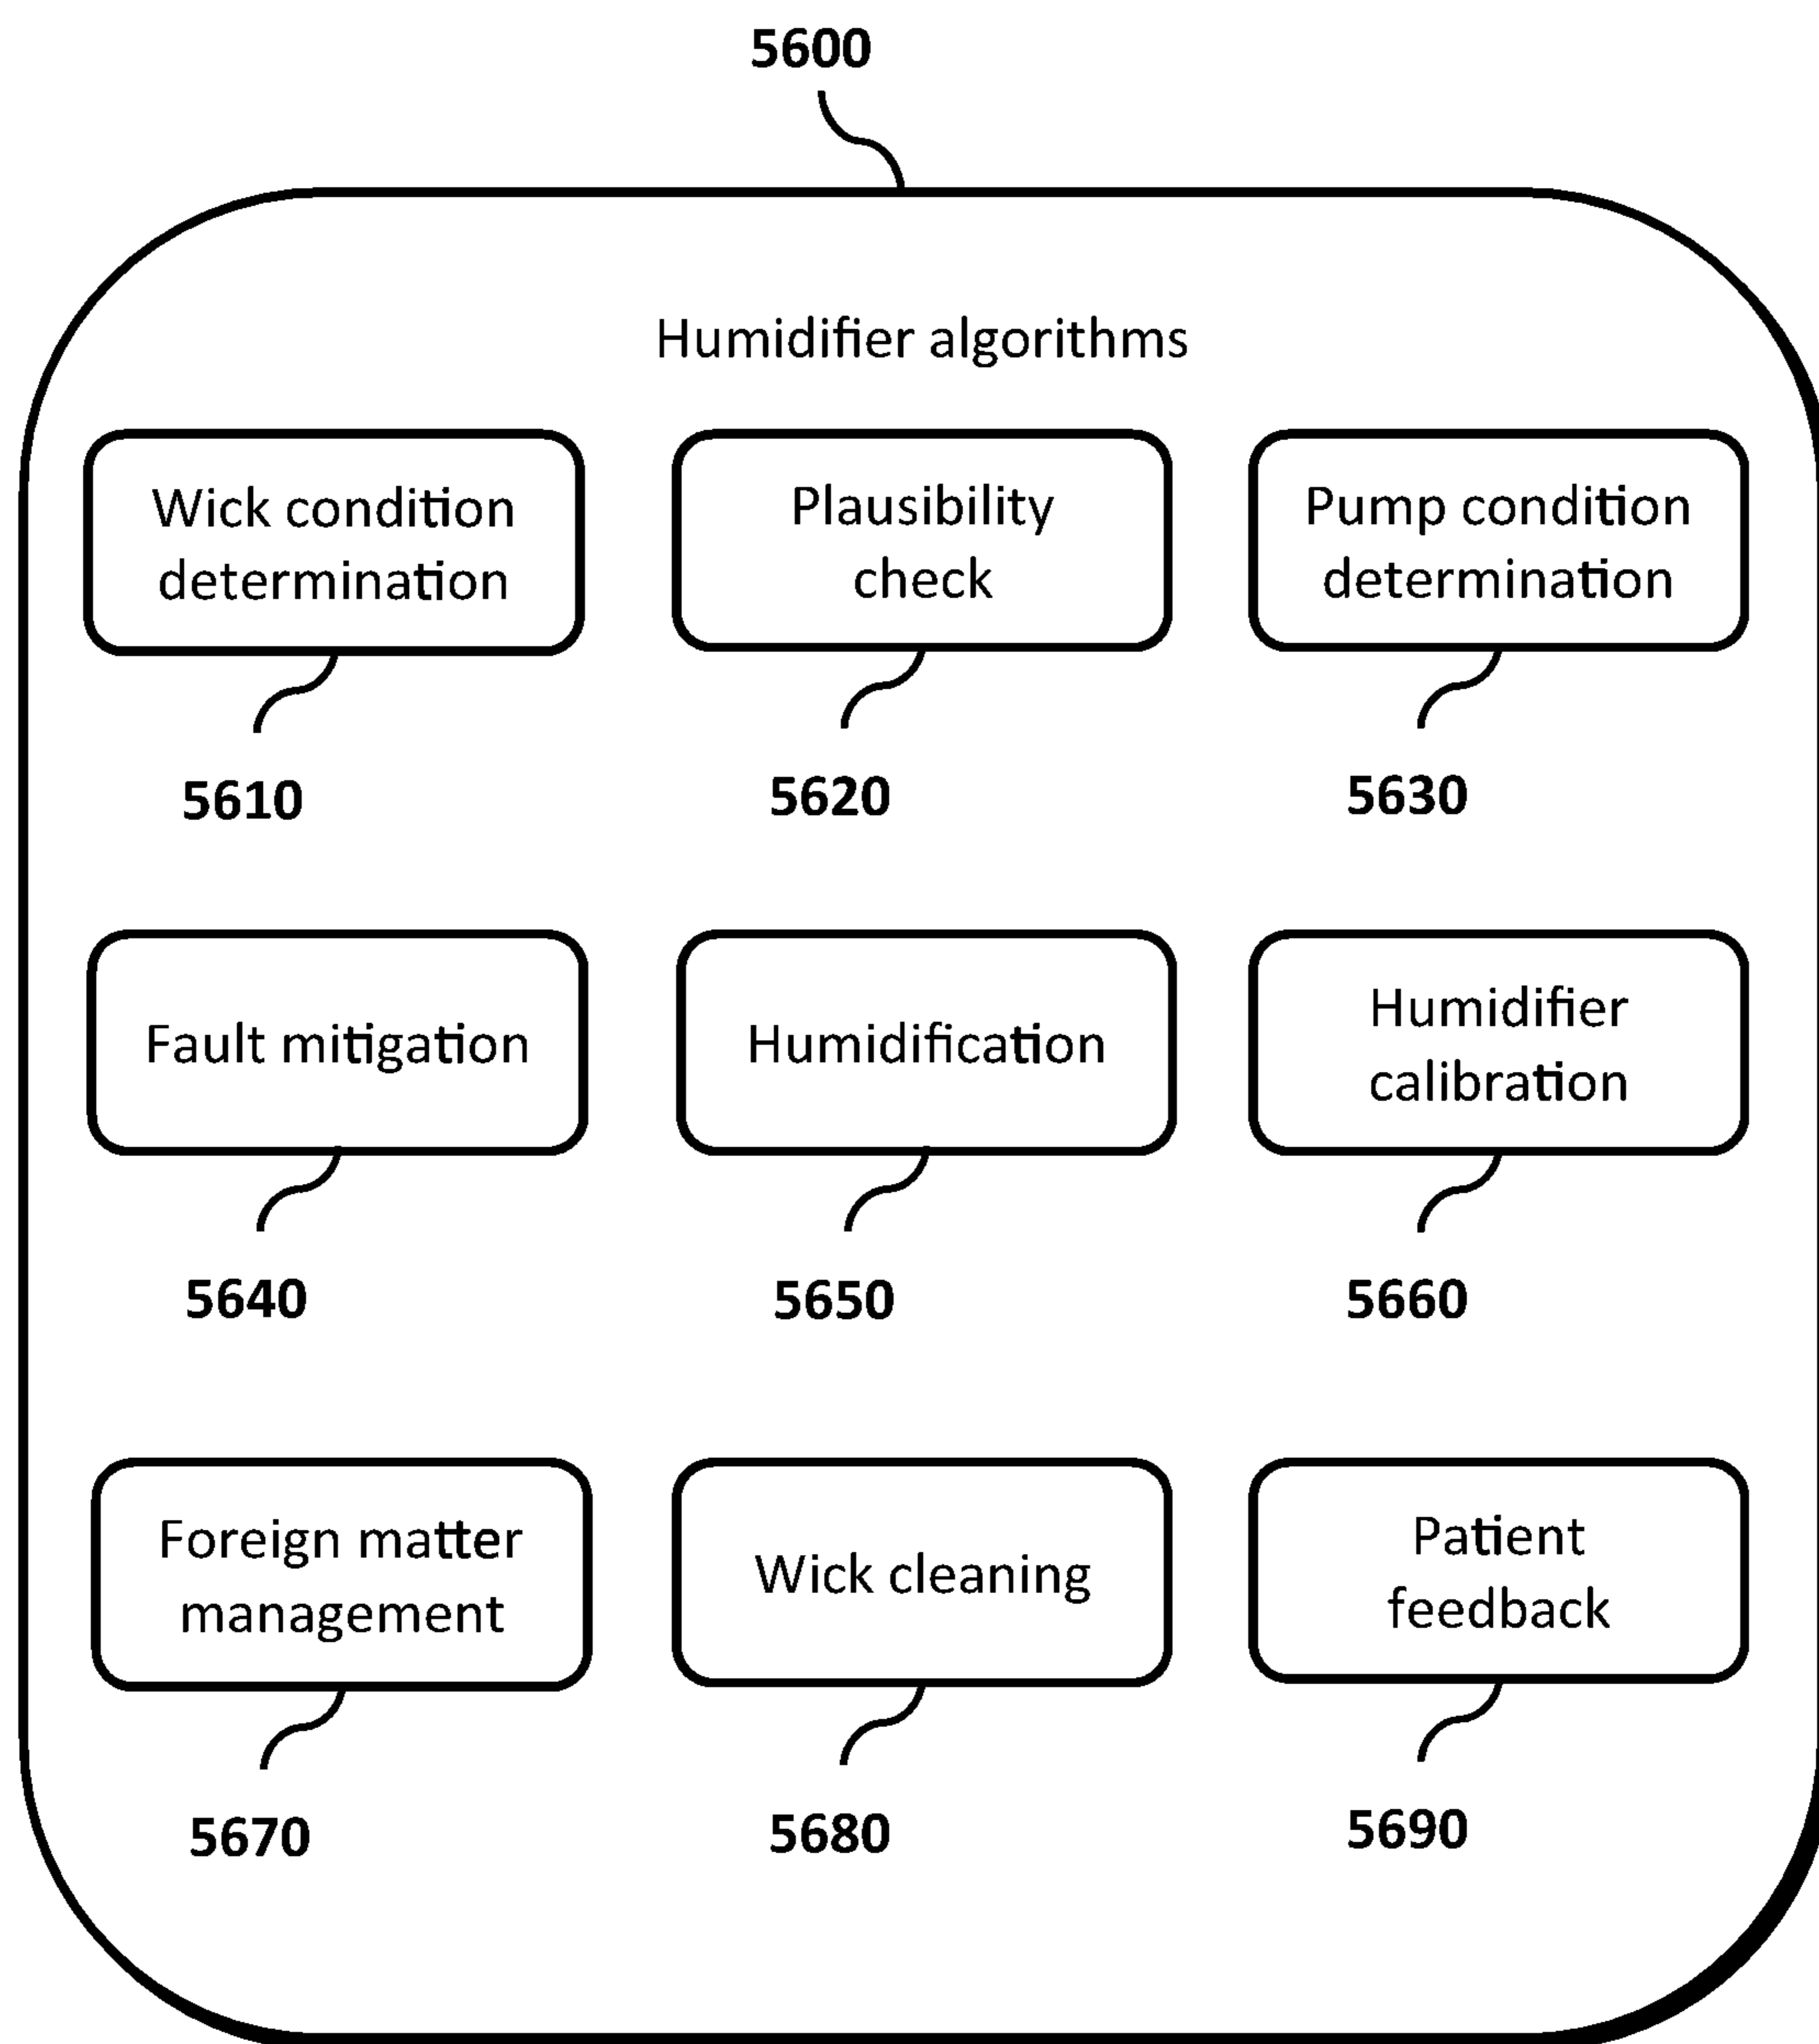 5600
Humidifier algorithms
Wick condition
determination
5610
Plausibility
check
5620
Pump condition
determination
5630
Fault mitigation
5640
Humidification
5650
Humidifier
calibration
5660
Foreign matter
management
5670
Wick cleaning
5680
Patient
feedback
5690